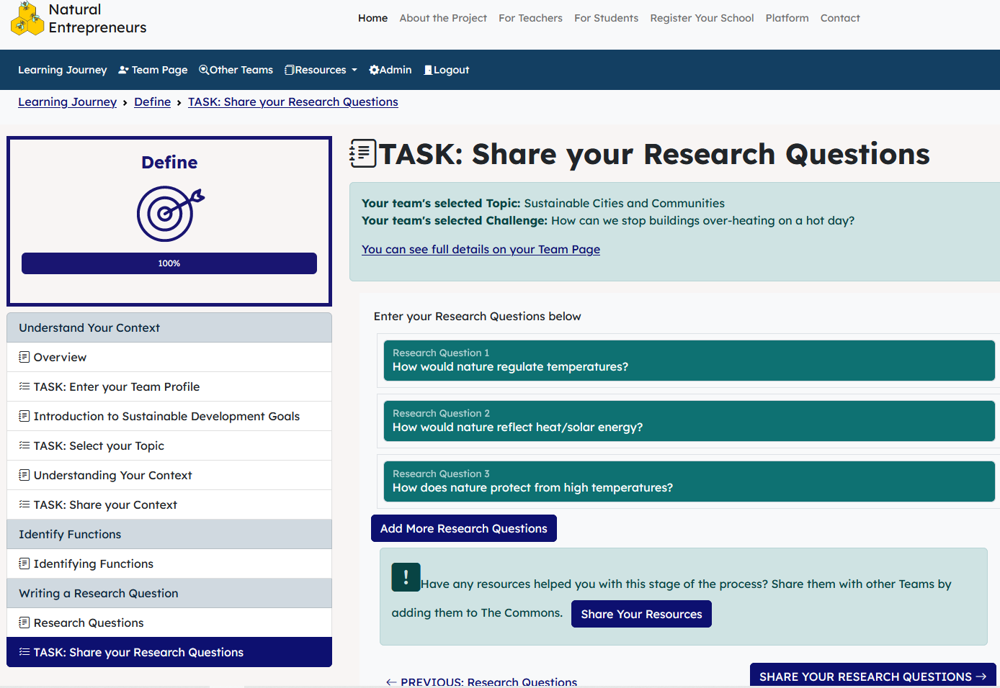 Natural
Entrepreneurs
Home About the Project For Teachers For Students Register Your School Platform Contact
Learning Journey Team Page Other Teams Resources Admin Logout
Learning Journey › Define › TASK: Share your Research Questions
Define
100%
Understand Your Context
Overview
TASK: Enter your Team Profile
Introduction to Sustainable Development Goals
TASK: Select your Topic
Understanding Your Context
TASK: Share your Context
Identify Functions
Identifying Functions
Writing a Research Question
Research Questions
TASK: Share your Research Questions
TASK: Share your Research Questions
Your team's selected Topic: Sustainable Cities and Communities
Your team's selected Challenge: How can we stop buildings over-heating on a hot day?
You can see full details on your Team Page
Enter your Research Questions below
Research Question 1
How would nature regulate temperatures?
Research Question 2
How would nature reflect heat/solar energy?
Research Question 3
How does nature protect from high temperatures?
Add More Research Questions
! Have any resources helped you with this stage of the process? Share them with other Teams by
adding them to The Commons. Share Your Resources
← PREVIOUS: Research Questions
SHARE YOUR RESEARCH QUESTIONS →